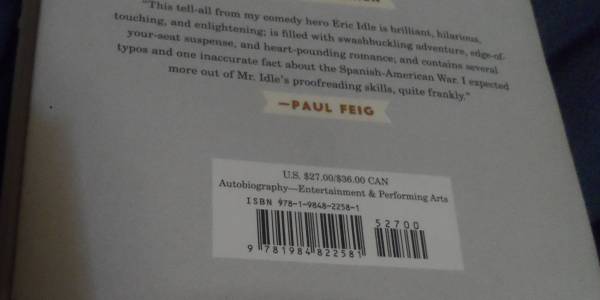 "This tell-all from my comedy hero Eric Idle is brilliant, hilarious,
touching, and enlightening; is filled with swashbuckling adventure, edge-of-
your-seat suspense, and heart-pounding romance; and contains several
typos and one inaccurate fact about the Spanish-American War. I expected
more out of Mr. Idle's proofreading skills, quite frankly."
—PAUL FEIG
U.S. $27.00/$36.00 CAN
Autobiography—Entertainment & Performing Arts
ISBN 978-1-9848-2258-1
52700
9 781984 822581